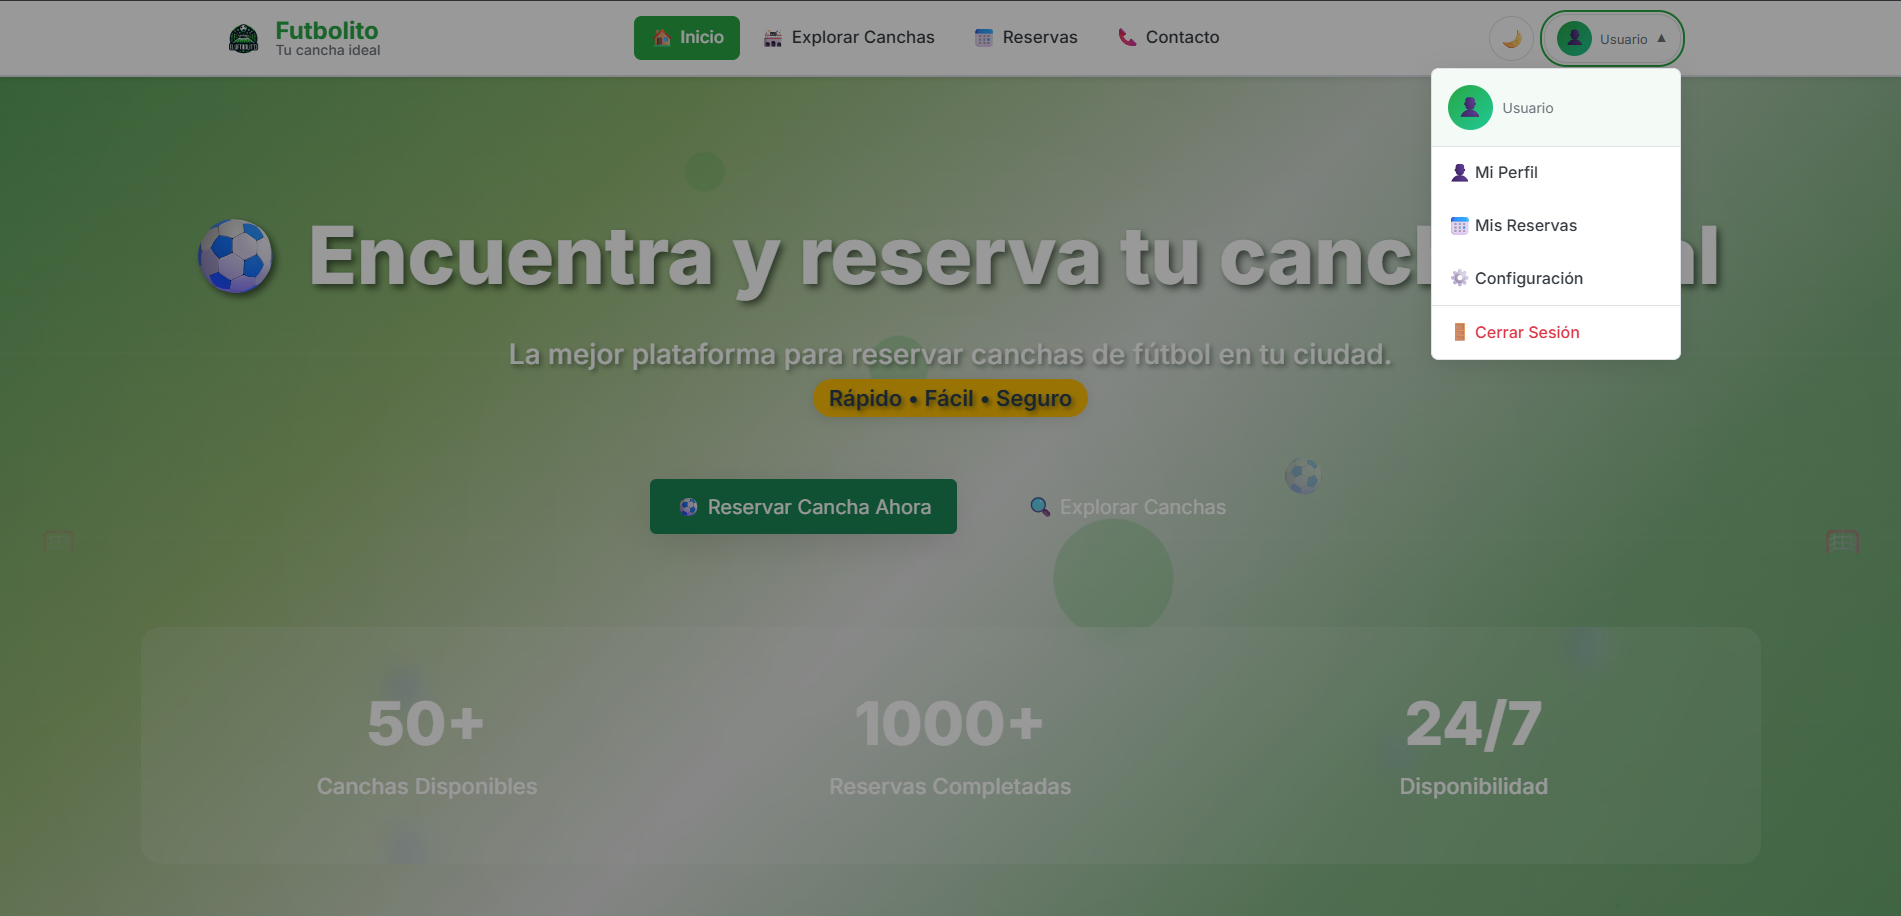 Futbolito
Tu cancha ideal
Inicio
Explorar Canchas
Reservas
Contacto
Usuario ▲
Usuario
Mi Perfil
Mis Reservas
Configuración
Cerrar Sesión
Encuentra y reserva tu
La mejor plataforma para reservar canchas de fútbol en tu ciudad.
Rápido • Fácil • Seguro
Reservar Cancha Ahora
Explorar Canchas
50+
Canchas Disponibles
1000+
Reservas Completadas
24/7
Disponibilidad